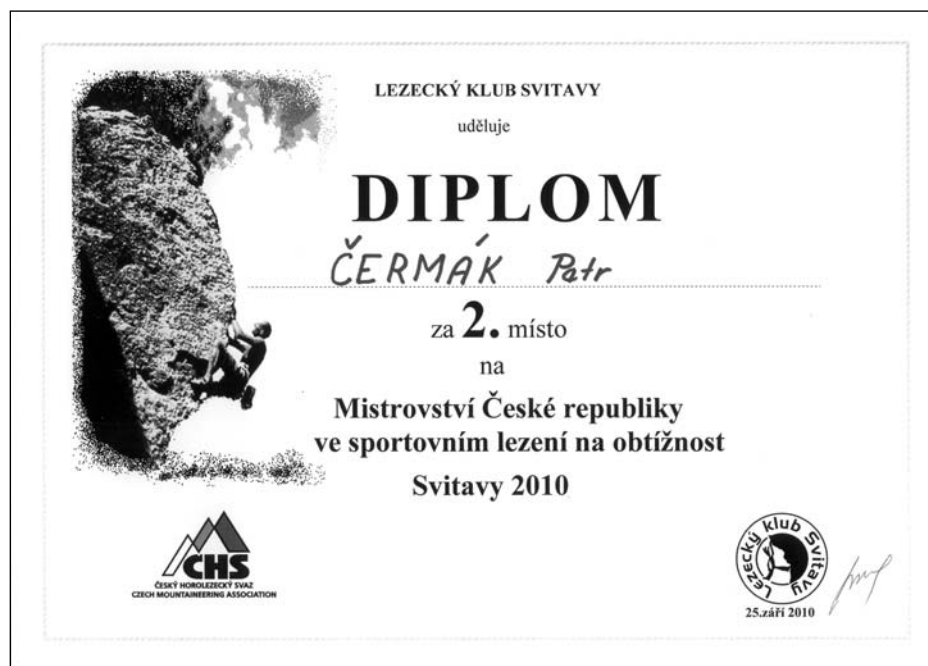 LEZECKÝ KLUB SVITAVY
uděluje
DIPLOM
ČERMÁK Petr
za 2. místo
na
Mistrovství České republiky
ve sportovním lezení na obtížnost
Svitavy 2010
CHS
ČESKÝ HOROLEZECKÝ SVAZ
CZECH MOUNTAINEERING ASSOCIATION
Lezecký klub Svitavy
25.září 2010